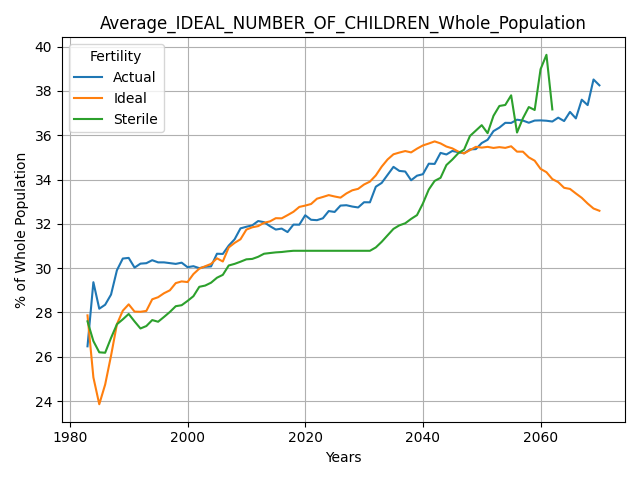 Average_IDEAL_NUMBER_OF_CHILDREN_Whole_Population
Fertility
Actual
Ideal
Sterile
% of Whole Population
40
38
36
34
32
30
28
26
24
1980
2000
2020
2040
2060
Years